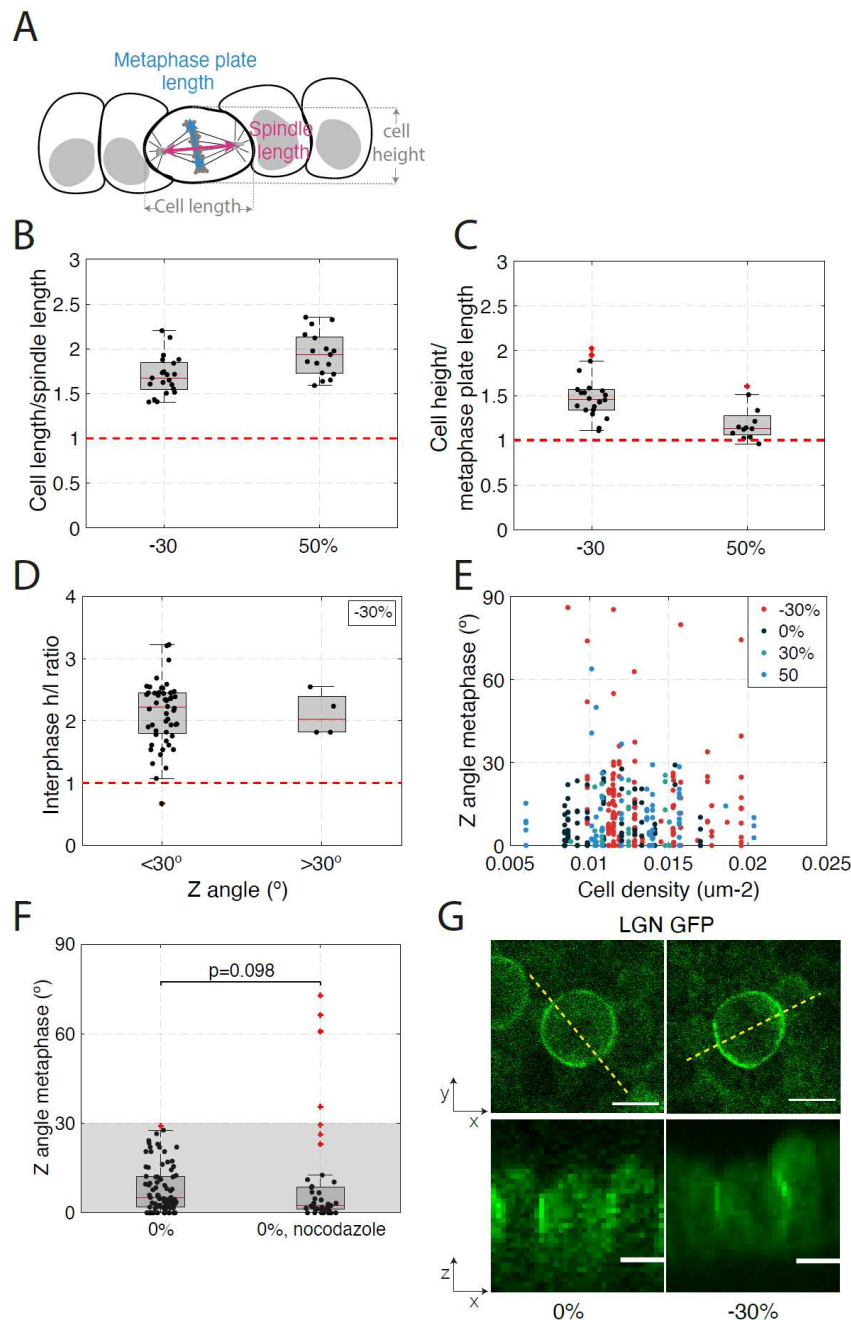 A
Metaphase plate
length
Spindle
length
cell
height
Cell length
B
Cell length/spindle length
3
2.5
2
1.5
1
0.5
0
-30
50%
C
Cell height/
metaphase plate length
3
2.5
2
1.5
1
0.5
0
-30
50%
D
Interphase h/l ratio
4
3
2
1
0
-30%
<30º
>30º
Z angle (º)
E
Z angle metaphase (º)
90
60
30
0
-30%
0%
30%
50
0.005
0.01
0.015
0.02
0.025
Cell density (um-2)
F
Z angle metaphase (º)
90
60
30
0
p=0.098
0%
0%, nocodazole
G
LGN GFP
y
x
z
x
0%
-30%